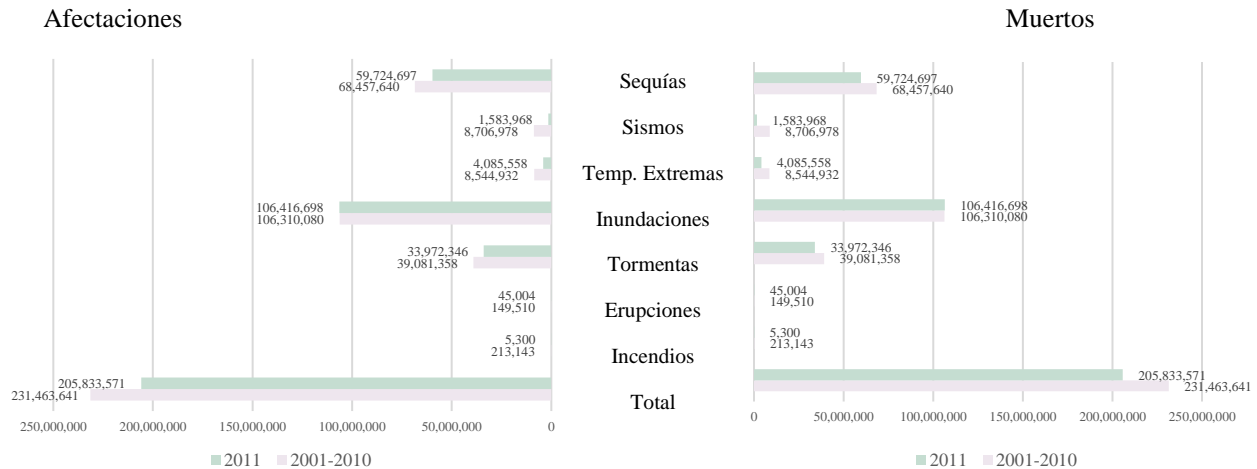 Afectaciones
Muertos
59,724,697
68,457,640
Sequías
59,724,697
68,457,640
1,583,968
8,706,978
Sismos
1,583,968
8,706,978
4,085,558
8,544,932
Temp. Extremas
4,085,558
8,544,932
106,416,698
106,310,080
Inundaciones
106,416,698
106,310,080
33,972,346
39,081,358
Tormentas
33,972,346
39,081,358
45,004
149,510
Erupciones
45,004
149,510
5,300
213,143
Incendios
5,300
213,143
205,833,571
231,463,641
Total
205,833,571
231,463,641
250,000,000 200,000,000 150,000,000 100,000,000 50,000,000 0
0 50,000,000 100,000,000 150,000,000 200,000,000 250,000,000
2011 2001-2010
2011 2001-2010